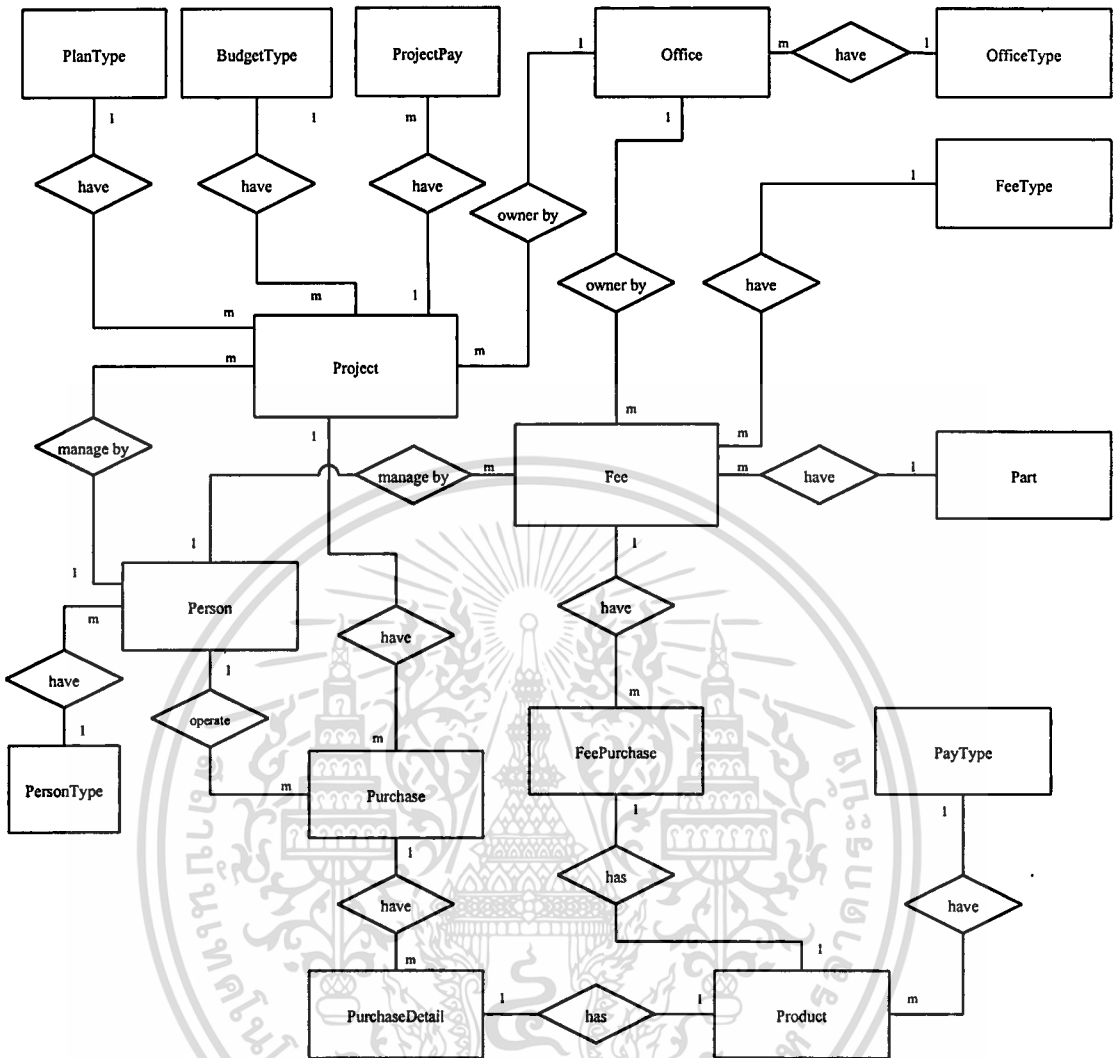 PlanType
BudgetType
ProjectPay
Office
m
have
1
OfficeType
1
1
1
m
1
1
FeeType
have
have
have
owner by
owner by
have
m
m
1
m
m
Project
m
m
manage by
1
m
Fee
m
m
have
1
Part
manage by
1
1
1
Person
m
have
have
have
1
operate
1
m
m
PersonType
m
Purchase
FeePurchase
PayType
1
1
1
have
has
have
m
1
PurchaseDetail
1
has
1
Product
m